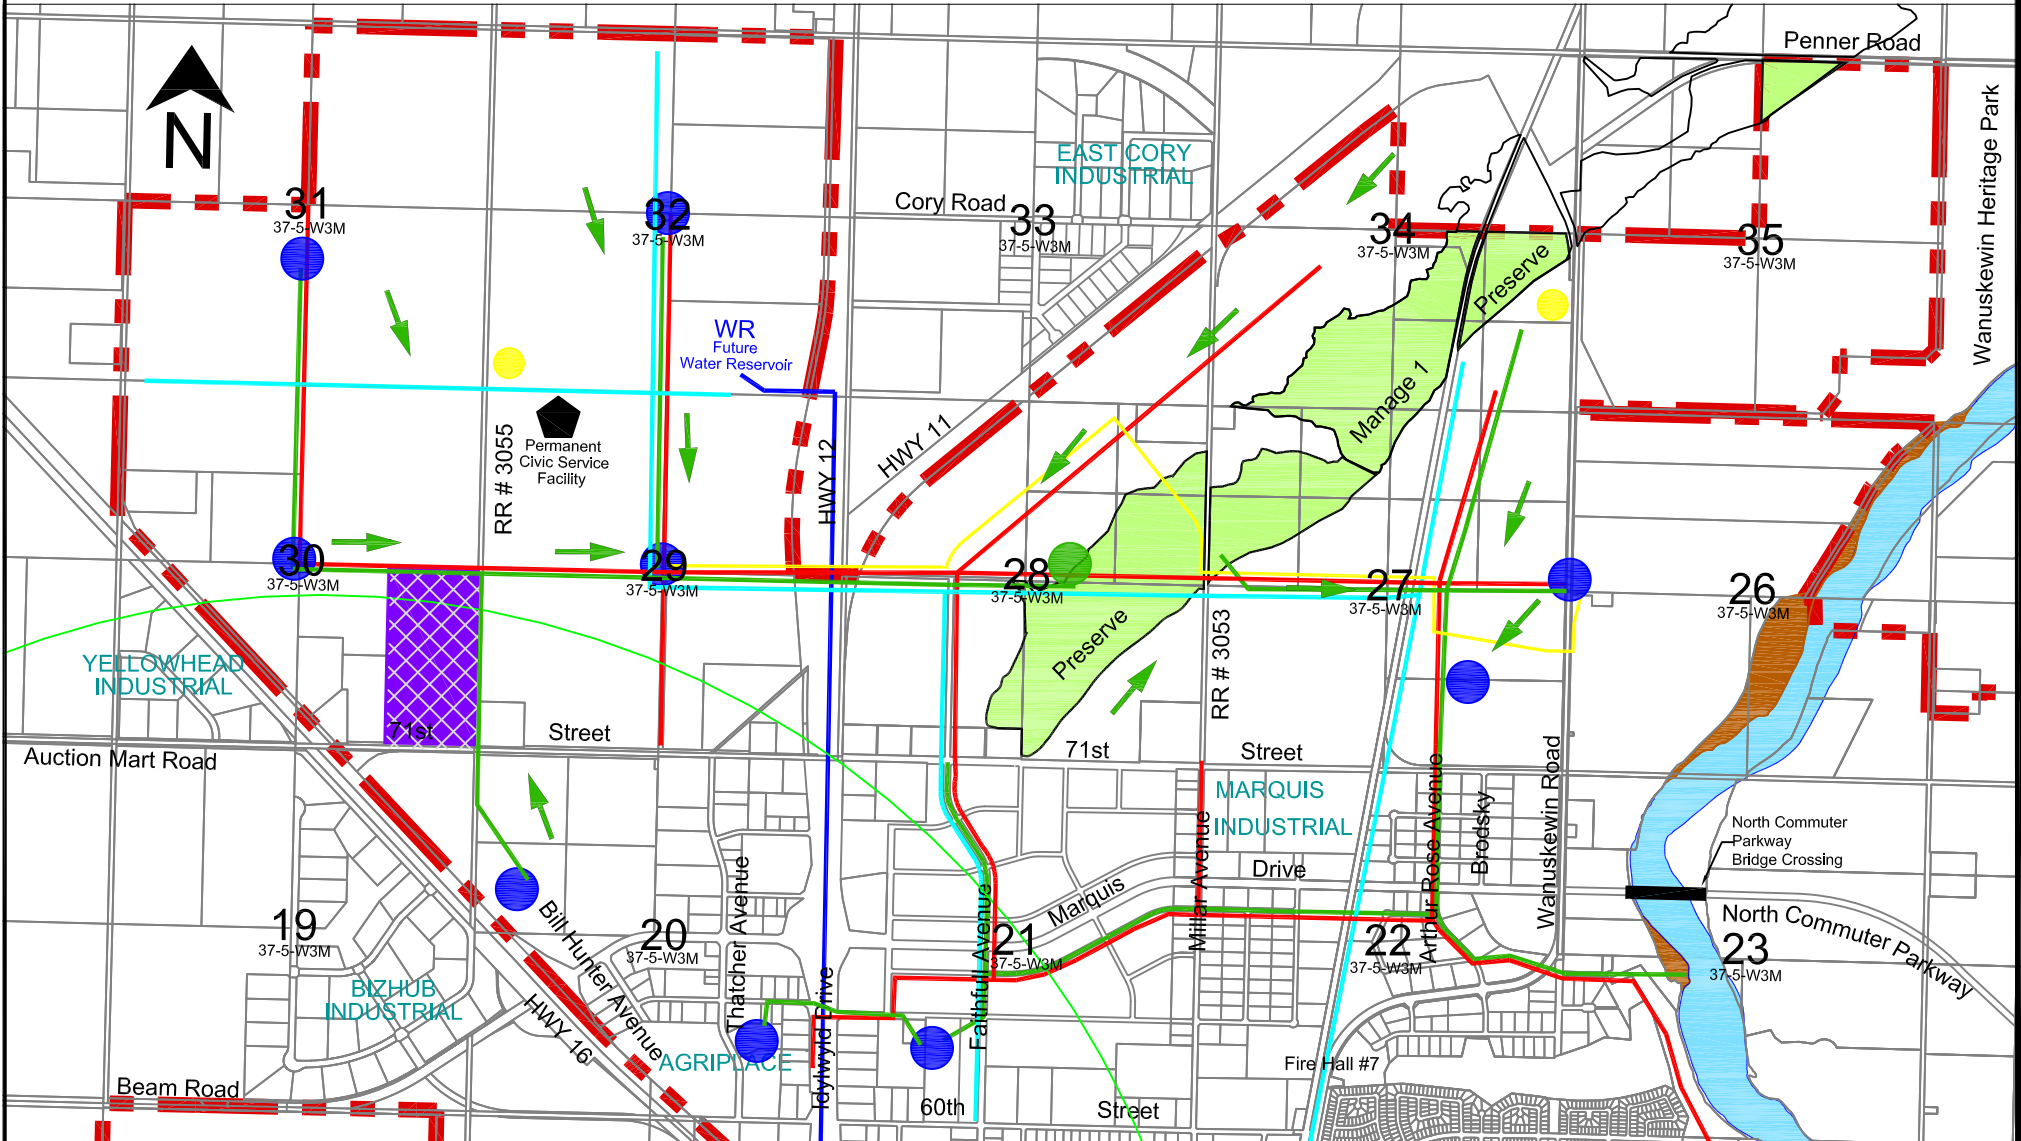 Penner Road
N
Wanuskewin Heritage Park
EAST CORY
INDUSTRIAL
31
37-5-W3M
32
37-5-W3M
Cory Road
33
37-5-W3M
34
37-5-W3M
35
37-5-W3M
Preserve
WR
Future
Water Reservoir
Manage 1
Permanent
Civic Service
Facility
RR # 3055
HWY 12
HWY 11
30
37-5-W3M
29
37-5-W3M
28
37-5-W3M
27
37-5-W3M
26
37-5-W3M
Preserve
RR # 3053
YELLOWHEAD
INDUSTRIAL
71st
Street
71st
Street
Auction Mart Road
MARQUIS
INDUSTRIAL
Arthur Rose Avenue
Brodsky
Wanuskewin Road
North Commuter
Parkway
Bridge Crossing
Millar Avenue
Drive
Marquis
Thatcher Avenue
Faithfull Avenue
Bill Hunter Avenue
19
37-5-W3M
20
37-5-W3M
21
37-5-W3M
22
37-5-W3M
23
37-5-W3M
North Commuter Parkway
BIZHUB
INDUSTRIAL
HWY 16
AGRIPLACE
Idylwyld Drive
Fire Hall #7
Beam Road
60th
Street